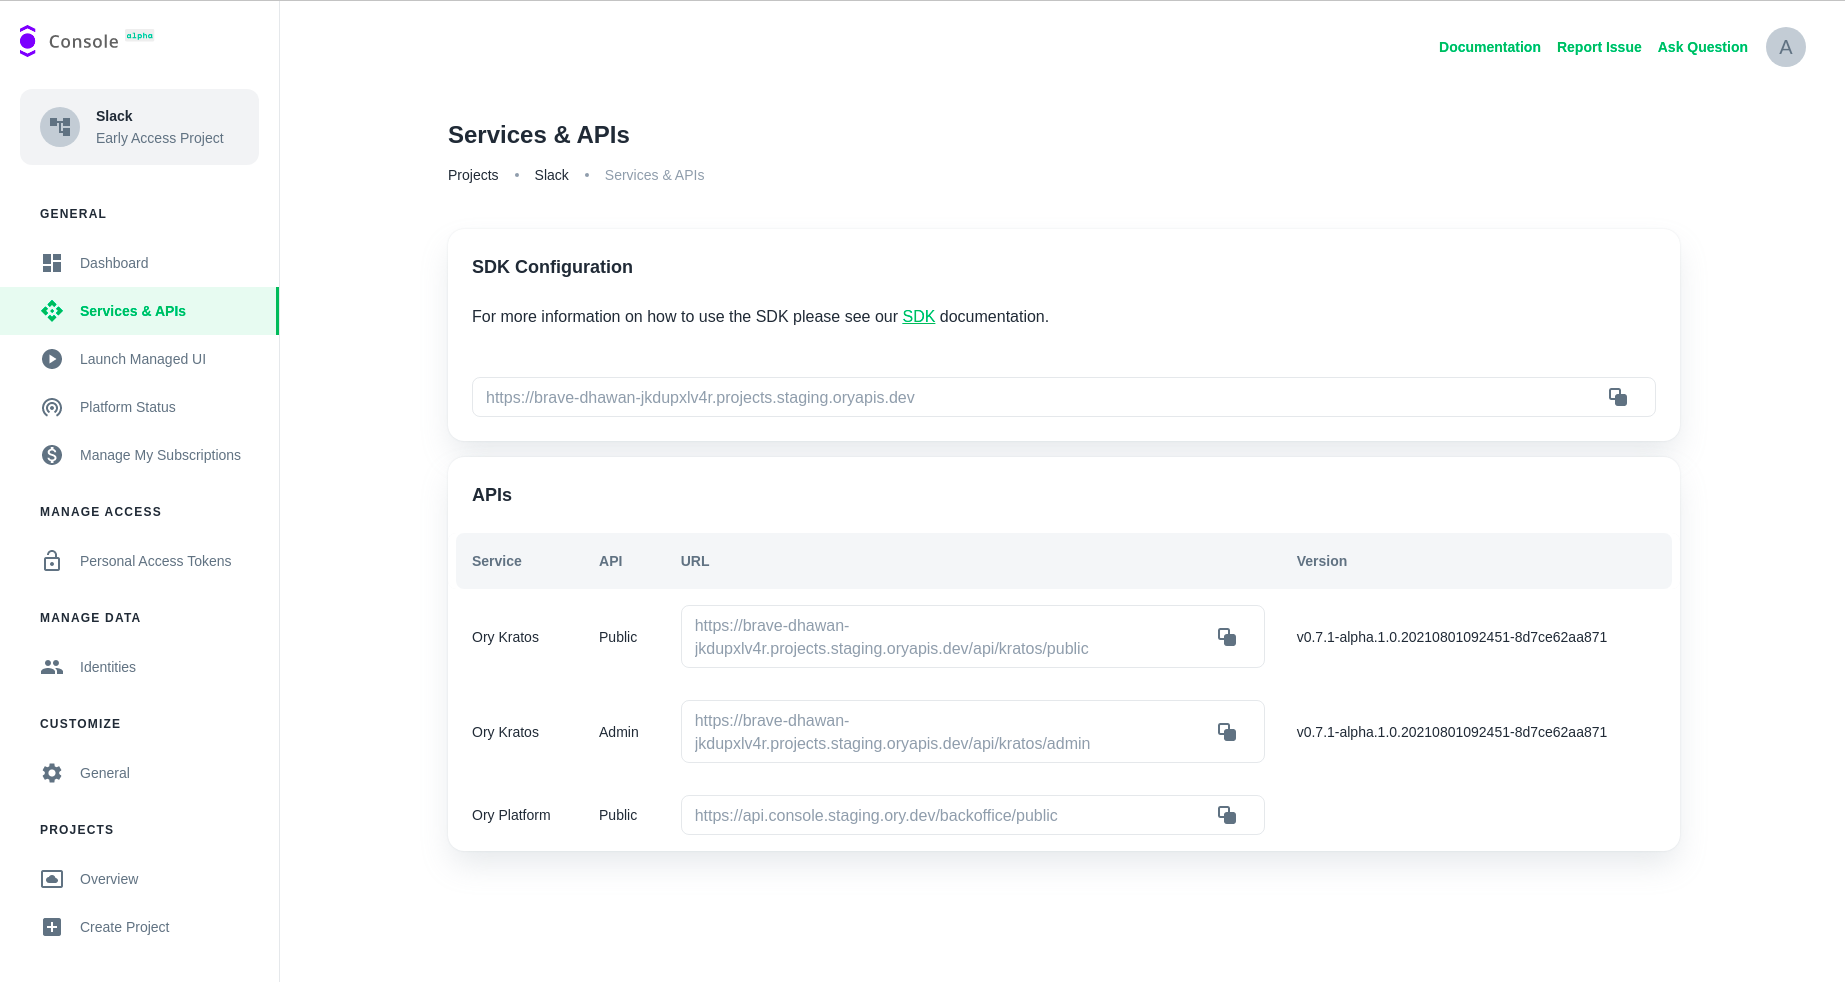 Console alpha
Documentation Report Issue Ask Question A
Slack
Early Access Project
GENERAL
Dashboard
Services & APIs
Launch Managed UI
Platform Status
Manage My Subscriptions
MANAGE ACCESS
Personal Access Tokens
MANAGE DATA
Identities
CUSTOMIZE
General
PROJECTS
Overview
Create Project
Services & APIs
Projects • Slack • Services & APIs
SDK Configuration
For more information on how to use the SDK please see our SDK documentation.
https://brave-dhawan-jkdupxlv4r.projects.staging.oryapis.dev
APIs
Service API URL Version
Ory Kratos Public https://brave-dhawan-
jkdupxlv4r.projects.staging.oryapis.dev/api/kratos/public v0.7.1-alpha.1.0.20210801092451-8d7ce62aa871
Ory Kratos Admin https://brave-dhawan-
jkdupxlv4r.projects.staging.oryapis.dev/api/kratos/admin v0.7.1-alpha.1.0.20210801092451-8d7ce62aa871
Ory Platform Public https://api.console.staging.ory.dev/backoffice/public